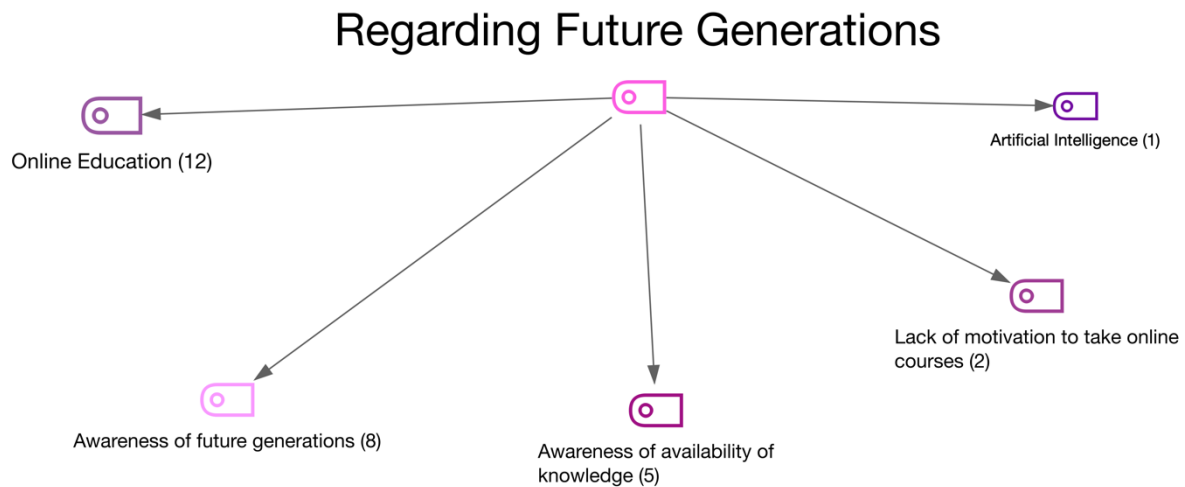 Regarding Future Generations
Online Education (12)
Artificial Intelligence (1)
Lack of motivation to take online
courses (2)
Awareness of future generations (8)
Awareness of availability of
knowledge (5)